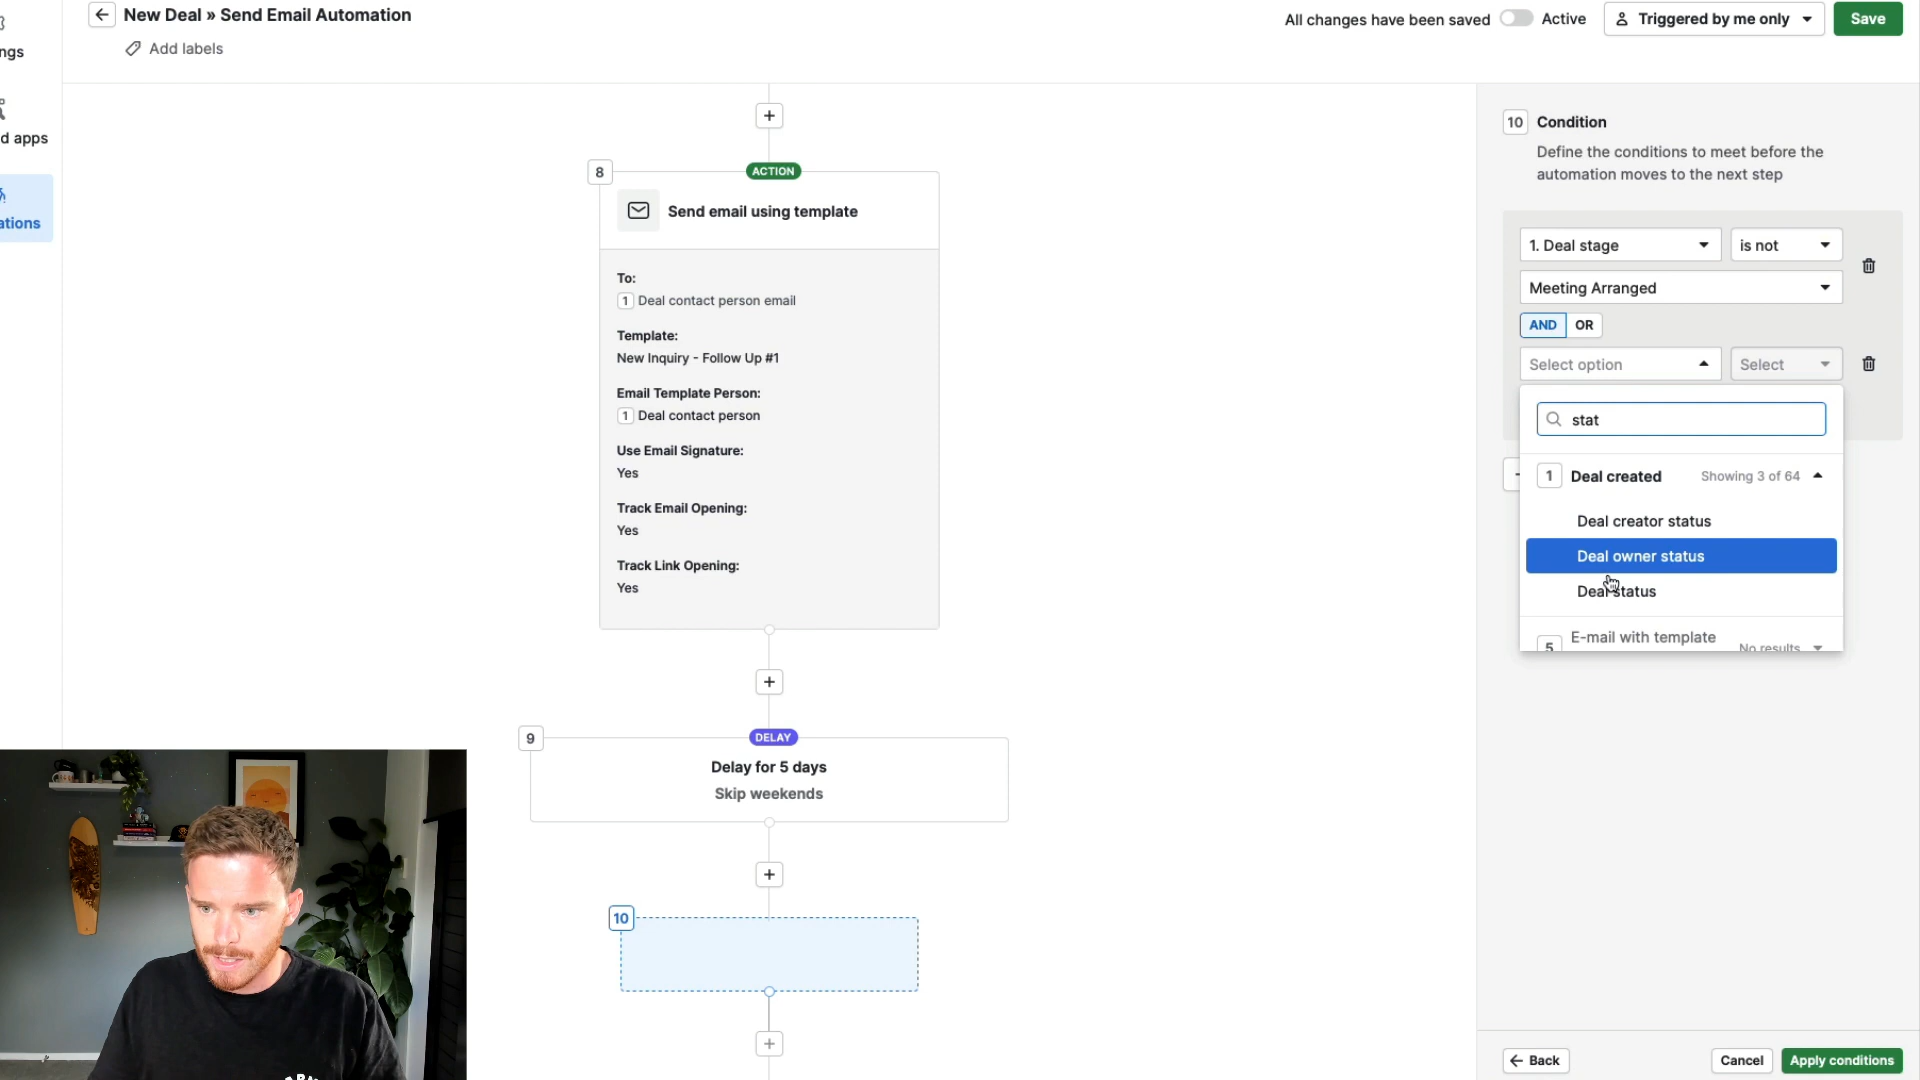 New Deal » Send Email Automation
All changes have been saved
Active
Triggered by me only
Save
Add labels
ngs
d apps
ations
8
ACTION
Send email using template
To:
1 Deal contact person email
Template:
New Inquiry - Follow Up #1
Email Template Person:
1 Deal contact person
Use Email Signature:
Yes
Track Email Opening:
Yes
Track Link Opening:
Yes
9
DELAY
Delay for 5 days
Skip weekends
10
10 Condition
Define the conditions to meet before the
automation moves to the next step
1. Deal stage
is not
Meeting Arranged
AND OR
Select option
Select
stat
1 Deal created
Showing 3 of 64
Deal creator status
Deal owner status
Deal status
5 E-mail with template
No results
Back
Cancel
Apply conditions